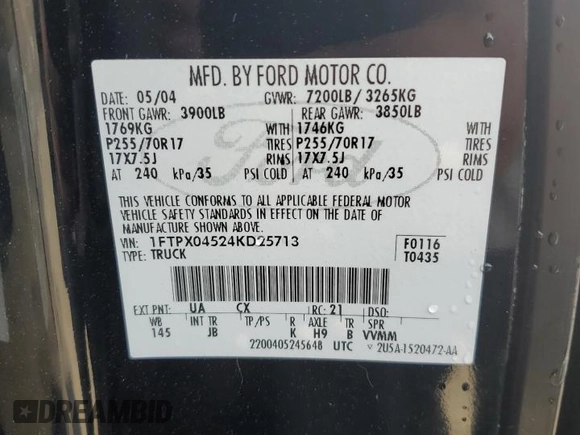 MFD. BY FORD MOTOR CO.
DATE: 05/04 GVWR: 7200LB/ 3265KG
FRONT GAWR: 3900LB REAR GAWR: 3850LB
1769KG 1746KG
P255/70R17 TIRES P255/70R17 TIRES
17X7.5J RIMS 17X7.5J RIMS
AT 240 kPa/35 PSI COLD AT 240 kPa/35 PSI COLD
THIS VEHICLE CONFORMS TO ALL APPLICABLE FEDERAL MOTOR
VEHICLE SAFETY STANDARDS IN EFFECT ON THE DATE OF
MANUFACTURE SHOWN ABOVE.
VIN: 1FTPX04524KD25713 F0116
TYPE: TRUCK T0435
EXT PNT: UA CX RC: 21 DSO:
WB INT TR TP/PS R AXLE TR SPR
145 JB K H9 B VVMM
2200405245648 UTC 2U5A-1520472-AA
Ford
DREAMBID